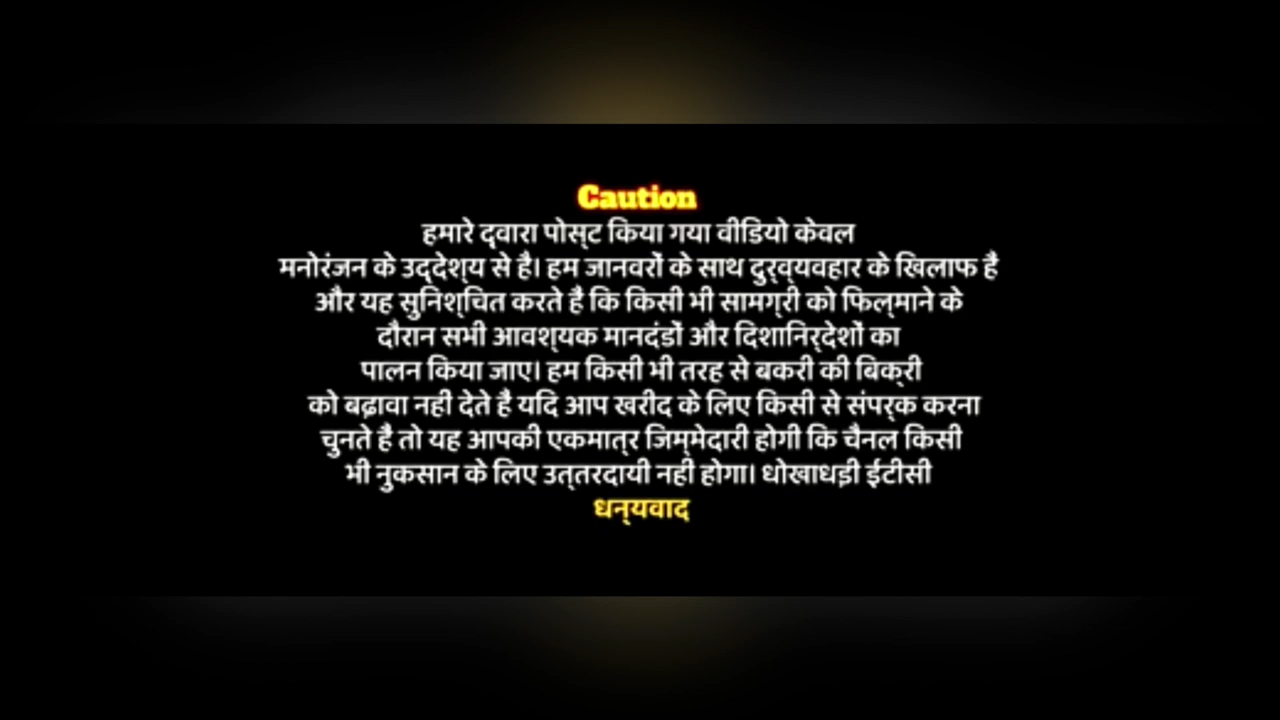 Caution
हमारे द्वारा पोस्ट किया गया वीडियो केवल
मनोरंजन के उद्देश्य से है। हम जानवरों के साथ दुर्व्यवहार के खिलाफ है
और यह सुनिश्चित करते है कि किसी भी सामग्री को फिल्माने के
दौरान सभी आवश्यक मानदंडों और दिशानिर्देशों का
पालन किया जाए। हम किसी भी तरह से बकरी की बिक्री
को बढ़ावा नही देते है यदि आप खरीद के लिए किसी से संपर्क करना
चुनते है तो यह आपकी एकमात्र जिम्मेदारी होगी कि चैनल किसी
भी नुकसान के लिए उत्तरदायी नही होगा। धोखाधड़ी ईटीसी
धन्यवाद